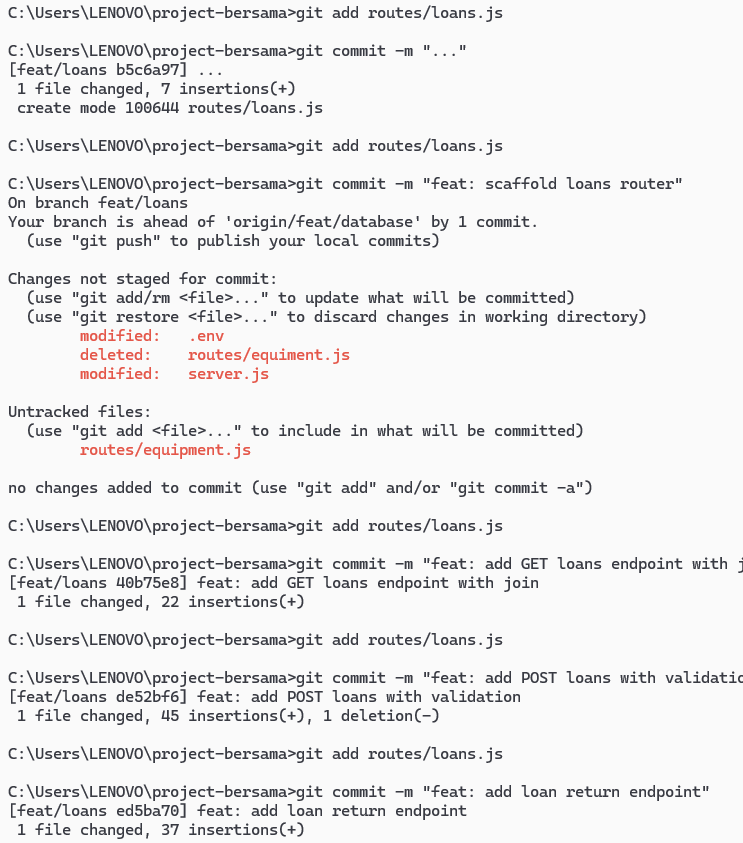 C:\Users\LENOVO\project-bersama>git add routes/loans.js
C:\Users\LENOVO\project-bersama>git commit -m "..."
[feat/loans b5c6a97] ...
 1 file changed, 7 insertions(+)
 create mode 100644 routes/loans.js
C:\Users\LENOVO\project-bersama>git add routes/loans.js
C:\Users\LENOVO\project-bersama>git commit -m "feat: scaffold loans router"
On branch feat/loans
Your branch is ahead of 'origin/feat/database' by 1 commit.
  (use "git push" to publish your local commits)
Changes not staged for commit:
  (use "git add/rm <file>..." to update what will be committed)
  (use "git restore <file>..." to discard changes in working directory)
        modified:   .env
        deleted:    routes/equiment.js
        modified:   server.js
Untracked files:
  (use "git add <file>..." to include in what will be committed)
        routes/equipment.js
no changes added to commit (use "git add" and/or "git commit -a")
C:\Users\LENOVO\project-bersama>git add routes/loans.js
C:\Users\LENOVO\project-bersama>git commit -m "feat: add GET loans endpoint with j
[feat/loans 40b75e8] feat: add GET loans endpoint with join
 1 file changed, 22 insertions(+)
C:\Users\LENOVO\project-bersama>git add routes/loans.js
C:\Users\LENOVO\project-bersama>git commit -m "feat: add POST loans with validatio
[feat/loans de52bf6] feat: add POST loans with validation
 1 file changed, 45 insertions(+), 1 deletion(-)
C:\Users\LENOVO\project-bersama>git add routes/loans.js
C:\Users\LENOVO\project-bersama>git commit -m "feat: add loan return endpoint"
[feat/loans ed5ba70] feat: add loan return endpoint
 1 file changed, 37 insertions(+)